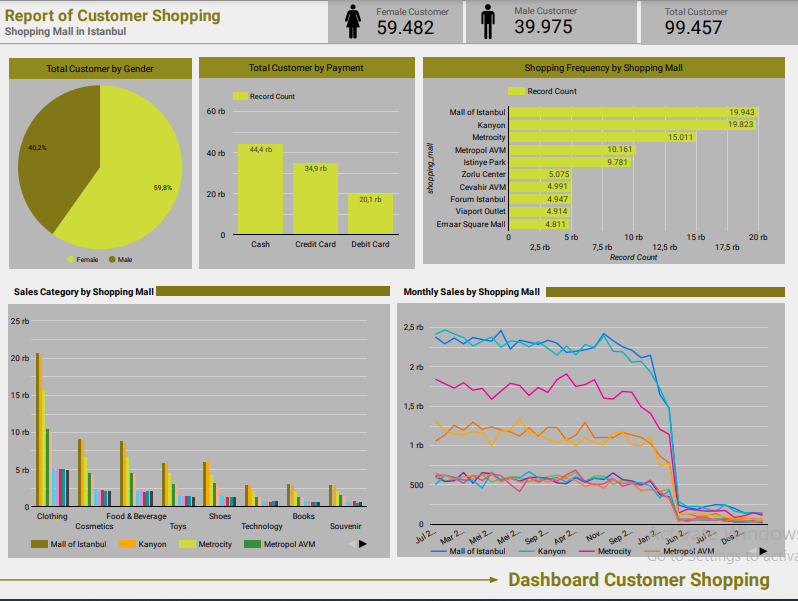 Report of Customer Shopping
Shopping Mall in Istanbul
Female Customer
59.482
Male Customer
39.975
Total Customer
99.457
Total Customer by Gender
40,2%
59,8%
Female
Male
Total Customer by Payment
Record Count
60 rb
40 rb
20 rb
0
44,4 rb
34,9 rb
20,1 rb
Cash
Credit Card
Debit Card
Shopping Frequency by Shopping Mall
Record Count
shopping_mall
Mall of Istanbul 19.943
Kanyon 19.823
Metrocity 15.011
Metropol AVM 10.161
Istinye Park 9.781
Zorlu Center 5.075
Cevahir AVM 4.991
Forum Istanbul 4.947
Viaport Outlet 4.914
Emaar Square Mall 4.811
0 5 rb 10 rb 15 rb 20 rb
2,5 rb 7,5 rb 12,5 rb 17,5 rb
Record Count
Sales Category by Shopping Mall
25 rb
20 rb
15 rb
10 rb
5 rb
0
Clothing Food & Beverage Shoes Books
Cosmetics Toys Technology Souvenir
Mall of Istanbul Kanyon Metrocity Metropol AVM
Monthly Sales by Shopping Mall
2,5 rb
2 rb
1,5 rb
1 rb
500
0
Jul 2... Mar 2... Mei 2... Mei 2... Sep 2... Apr 2... Nov... Sep 2... Jan 2... Jun 2... Jul 2... Des 2...
Mall of Istanbul Kanyon Metrocity Metropol AVM
Activate Windows
Go to Settings to activa
Dashboard Customer Shopping